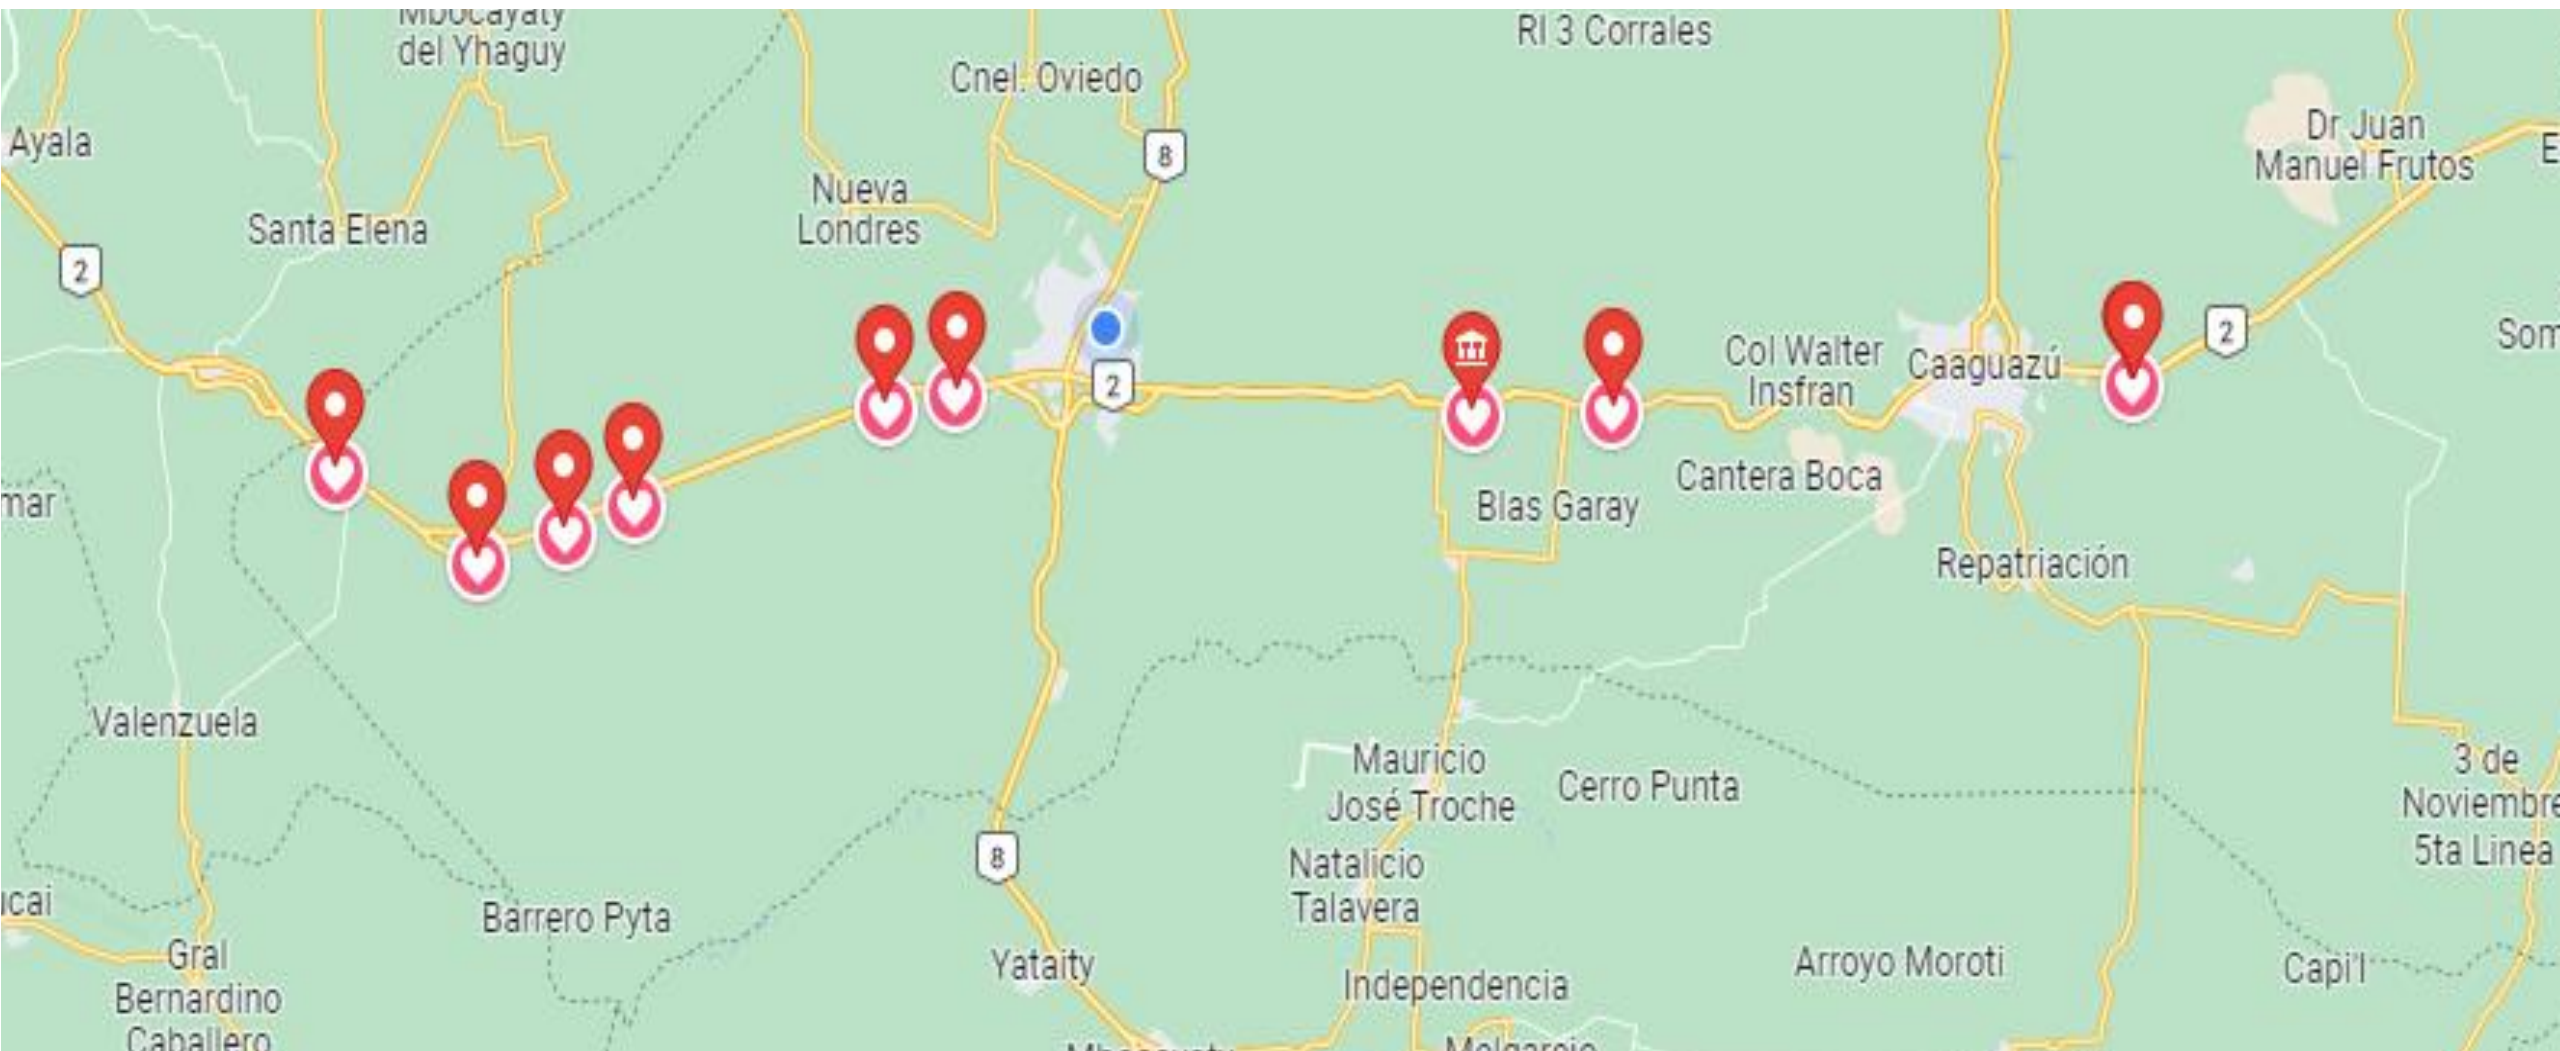 Mbocayaty
del Yhaguy
RI 3 Corrales
Cnel. Oviedo
Dr Juan
Manuel Frutos
Ayala
8
Nueva
Londres
Santa Elena
2
2
Col Walter
Insfran
Caaguazú
2
Cantera Boca
Blas Garay
Repatriación
Valenzuela
Mauricio
José Troche
Cerro Punta
3 de
Noviembre
5ta Linea
8
Natalicio
Talavera
Barrero Pyta
Gral
Bernardino
Caballero
Yataity
Independencia
Arroyo Moroti
Capi'I